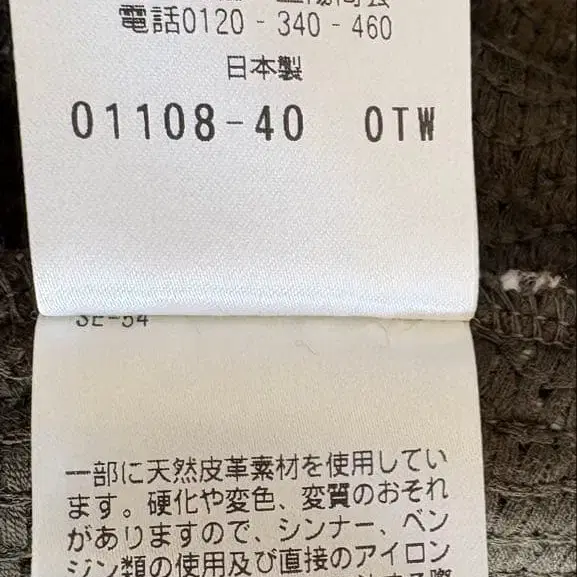 電話0120-340-460
日本製
01108-40 0TW
SE-54
一部に天然皮革素材を使用してい
ます。硬化や変色、変質のおそれ
がありますので、シンナー、ベン
ジン類の使用及び直接のアイロン